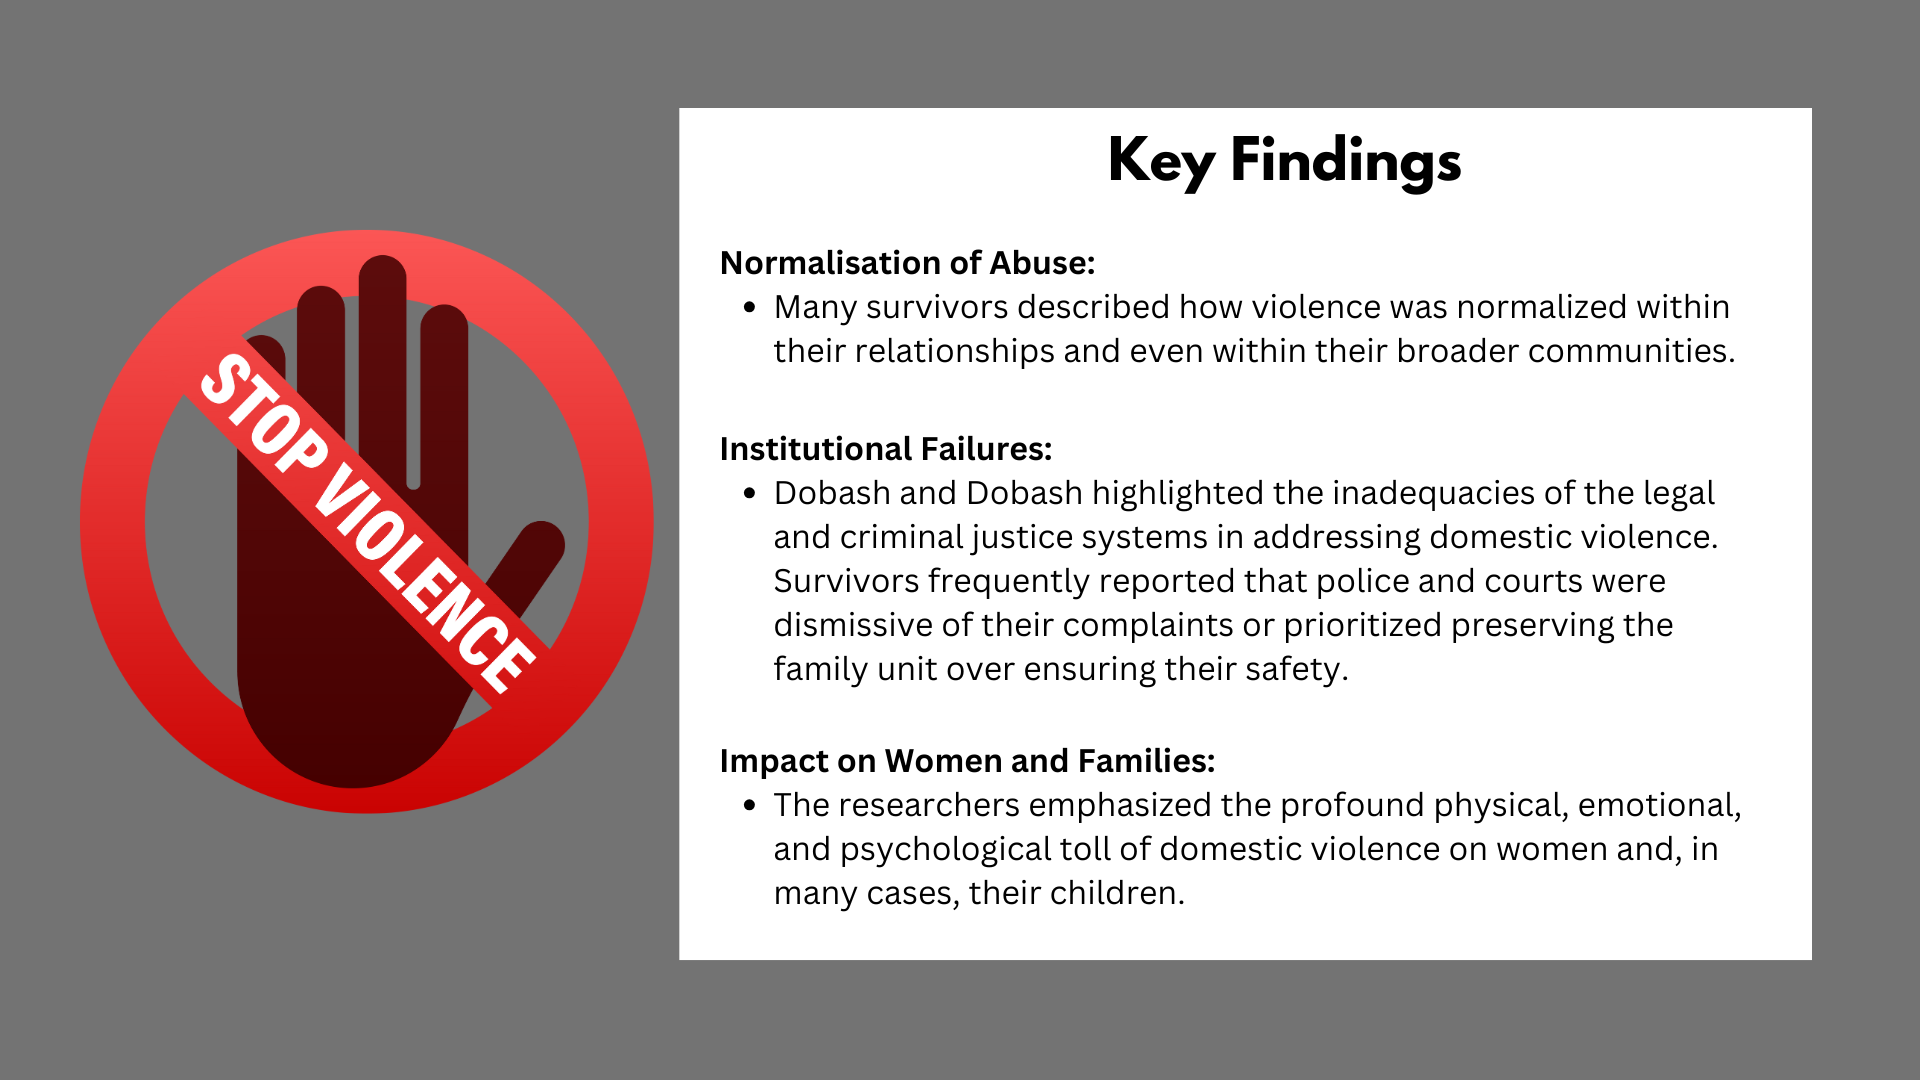 STOP VIOLENCE
Key Findings
Normalisation of Abuse:
• Many survivors described how violence was normalized within
their relationships and even within their broader communities.
Institutional Failures:
• Dobash and Dobash highlighted the inadequacies of the legal
and criminal justice systems in addressing domestic violence.
Survivors frequently reported that police and courts were
dismissive of their complaints or prioritized preserving the
family unit over ensuring their safety.
Impact on Women and Families:
• The researchers emphasized the profound physical, emotional,
and psychological toll of domestic violence on women and, in
many cases, their children.